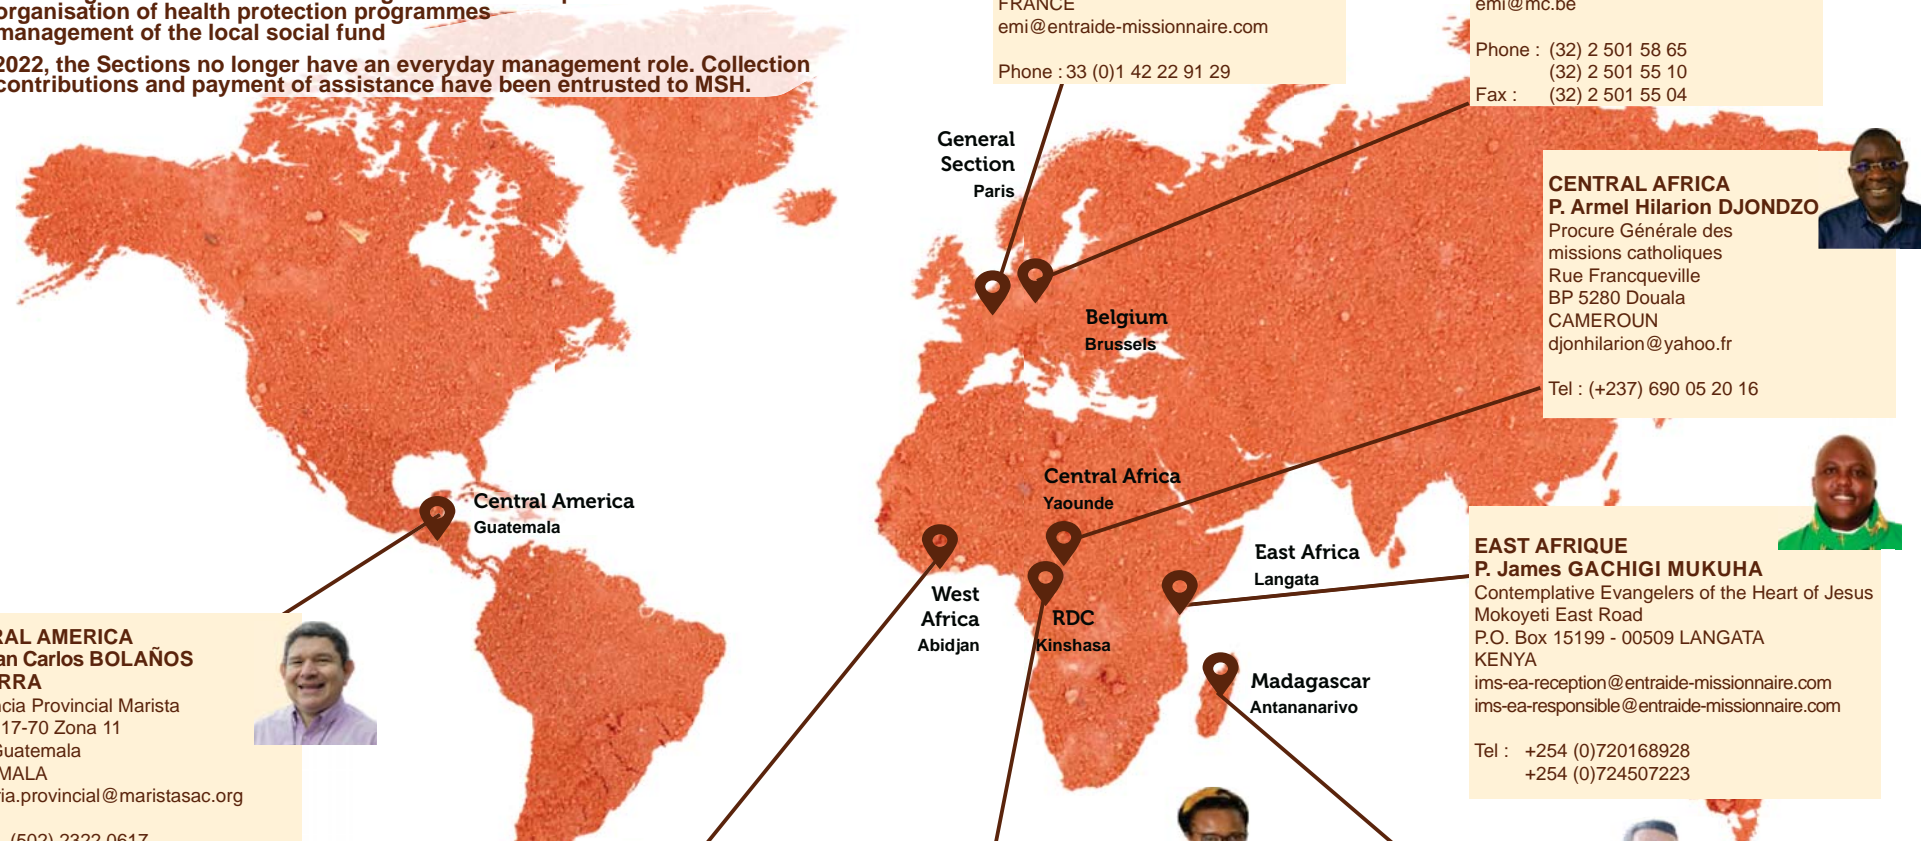 organisation of health protection programmes
management of the local social fund
2022, the Sections no longer have an everyday management role. Collection
contributions and payment of assistance have been entrusted to MSH.
FRANCE
emi@entraide-missionnaire.com
Phone : 33 (0)1 42 22 91 29
emi@mc.be
Phone : (32) 2 501 58 65
(32) 2 501 55 10
Fax : (32) 2 501 55 04
General
Section
Paris
Belgium
Brussels
CENTRAL AFRICA
P. Armel Hilarion DJONDZO
Procure Générale des
missions catholiques
Rue Francqueville
BP 5280 Douala
CAMEROUN
djonhilarion@yahoo.fr
Tel : (+237) 690 05 20 16
Central America
Guatemala
Central Africa
Yaounde
West
Africa
Abidjan
RDC
Kinshasa
East Africa
Langata
Madagascar
Antananarivo
EAST AFRIQUE
P. James GACHIGI MUKUHA
Contemplative Evangelers of the Heart of Jesus
Mokoyeti East Road
P.O. Box 15199 - 00509 LANGATA
KENYA
ims-ea-reception@entraide-missionnaire.com
ims-ea-responsible@entraide-missionnaire.com
Tel : +254 (0)720168928
+254 (0)724507223
RAL AMERICA
an Carlos BOLAÑOS
RRA
ncia Provincial Marista
17-70 Zona 11
Guatemala
MALA
ria.provincial@maristasac.org
(502) 2322 0617